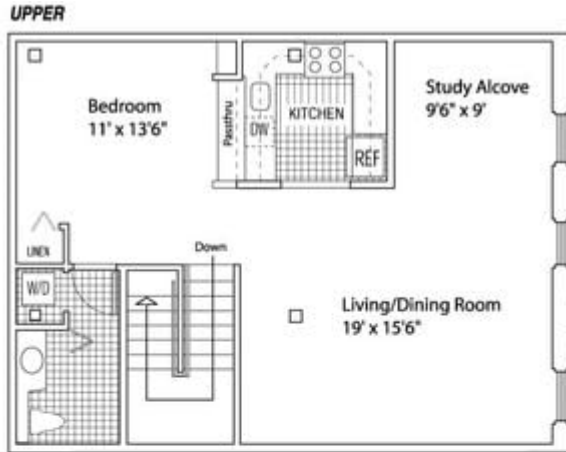 UPPER
Bedroom
11' x 13'6"
Passthru
DW
KITCHEN
REF
Study Alcove
9'6" x 9'
LINEN
W/D
Down
Living/Dining Room
19' x 15'6"